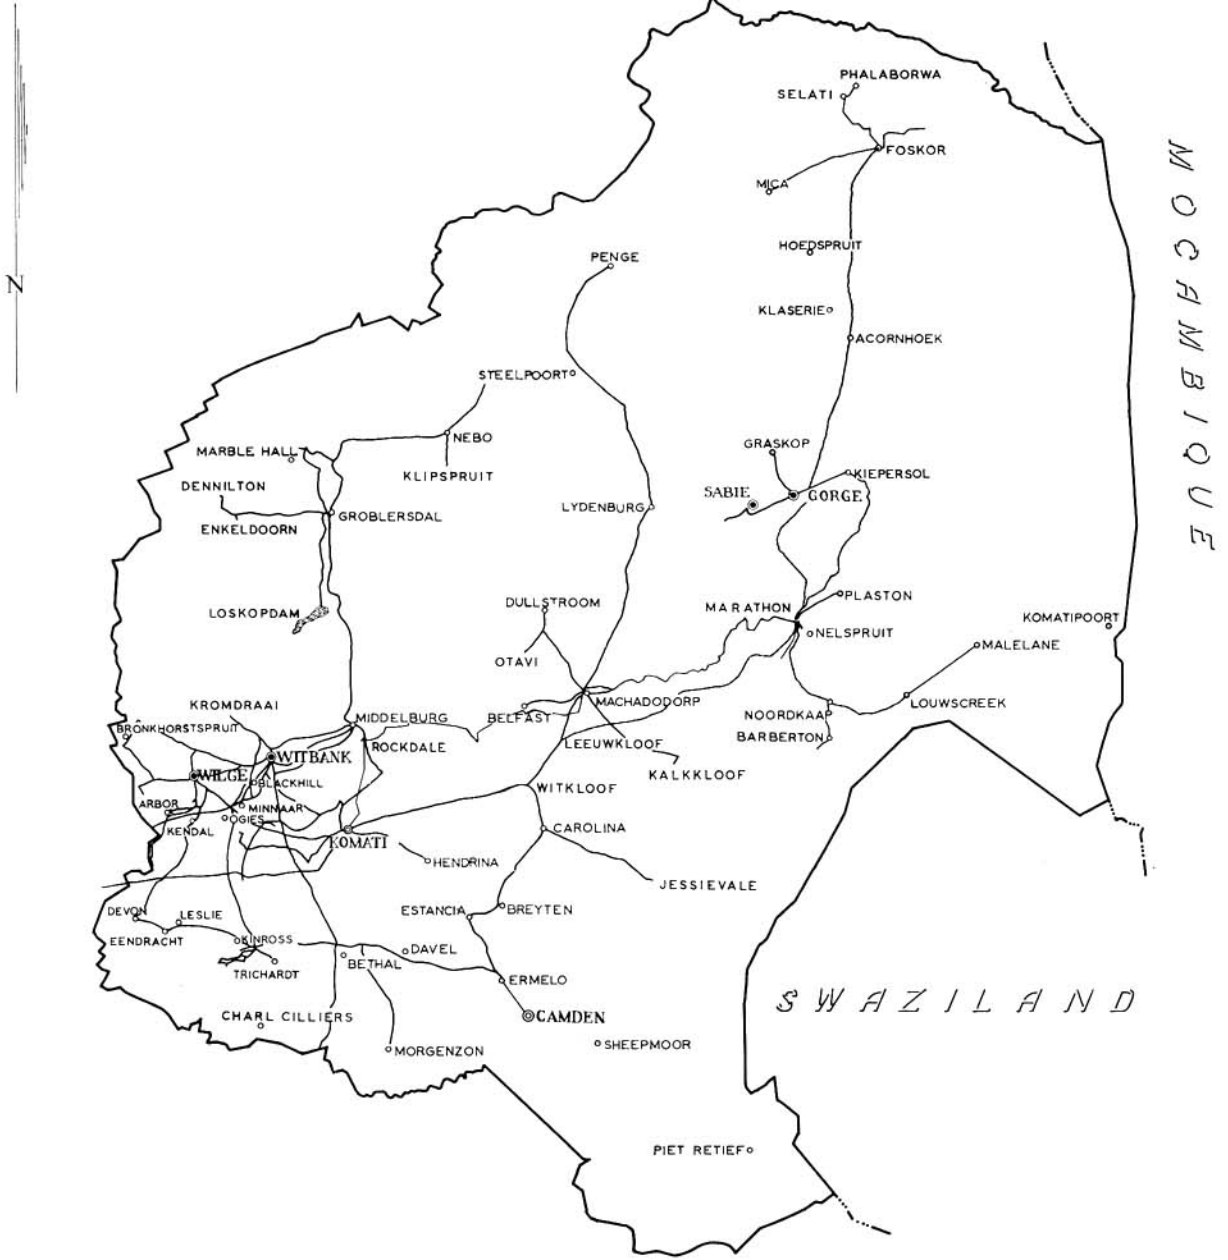 PHALABORWA
SELATI
FOSKOR
MICA
HOEDSPRUIT
PENGE
KLASERIE
ACORNHOEK
STEELPOORT
NEBO
MARBLE HALL
KLIPSPRUIT
GRASKOP
KIEPERSOL
DENNILTON
SABIE
GORGE
ENKELDOORN
GROBLERSDAL
LYDENBURG
LOSKOPDAM
DULLSTROOM
MARATHON
PLASTON
NELSPRUIT
KOMATIPOORT
MALELANE
OTAVI
KROMDRAAI
MACHADODORP
LOUWSCREEK
BRONKHORSTSPRUIT
MIDDELBURG
BELFAST
NOORDKAAP
BARBERTON
ROCKDALE
LEEUWKLOOF
WITBANK
KALKKLOOF
WILGE
BLACKHILL
WITKLOOF
ARBOR
MINNAAR
OGIES
KENDAL
KOMATI
CAROLINA
HENDRINA
JESSIEVALE
DEVON
LESLIE
ESTANCIA
BREYTEN
EENDRACHT
KINROSS
DAVEL
TRICHARDT
BETHAL
ERMELO
CHARL CILLIERS
CAMDEN
MORGENZON
SHEEPMOOR
PIET RETIEF
MOCAMBIQUE
SWAZILAND
N